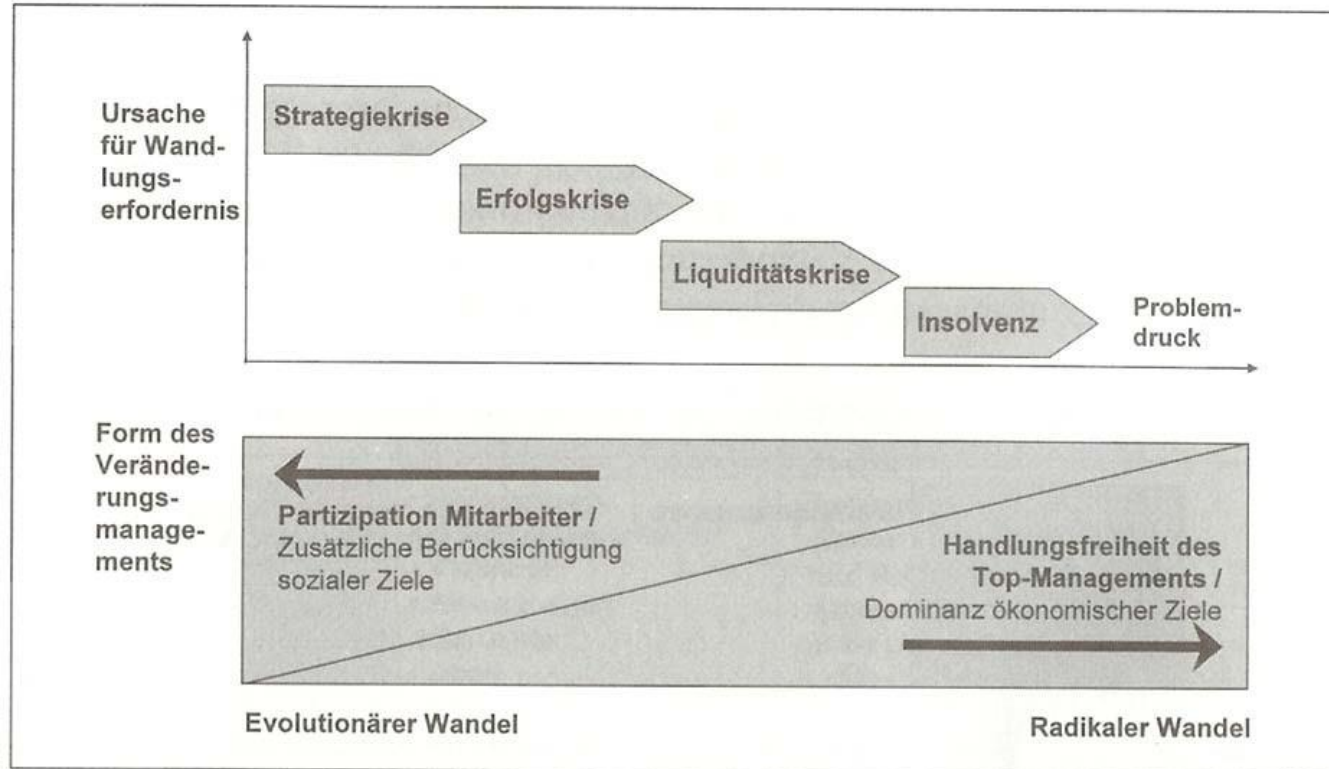 Ursache
für Wand-
lungs-
erfordernis
Strategiekrise
Erfolgskrise
Liquiditätskrise
Insolvenz
Problem-
druck
Form des
Verände-
rungs-
manage-
ments
Partizipation Mitarbeiter /
Zusätzliche Berücksichtigung
sozialer Ziele
Handlungsfreiheit des
Top-Managements /
Dominanz ökonomischer Ziele
Evolutionärer Wandel
Radikaler Wandel